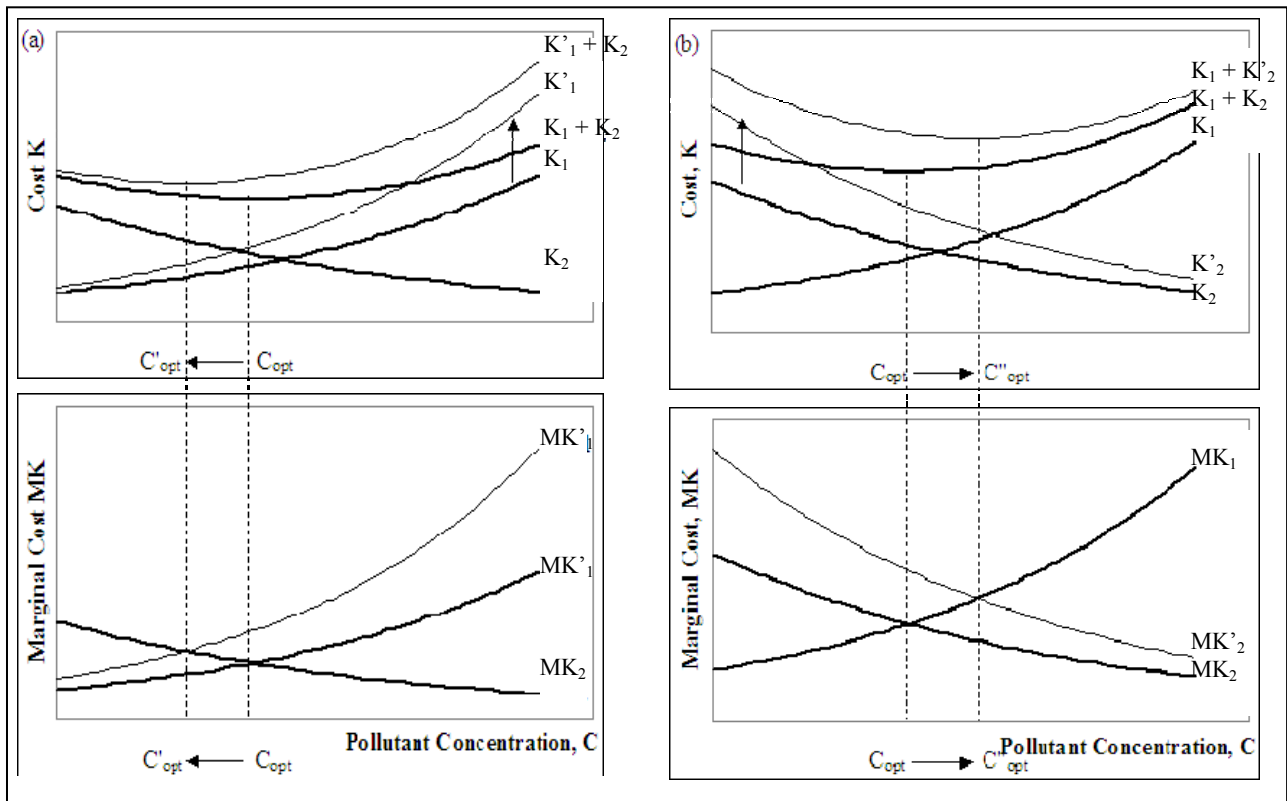 (a)
K’1 + K2
K’1
K1 + K2
K1
K2
Cost K
C'opt
Copt
MK’1
MK’1
MK2
Marginal Cost MK
Pollutant Concentration, C
C'opt
Copt
(b)
K1 + K’2
K1 + K2
K1
K’2
K2
Cost, K
Copt
C''opt
MK1
MK’2
MK2
Marginal Cost, MK
Pollutant Concentration, C
Copt
C''opt